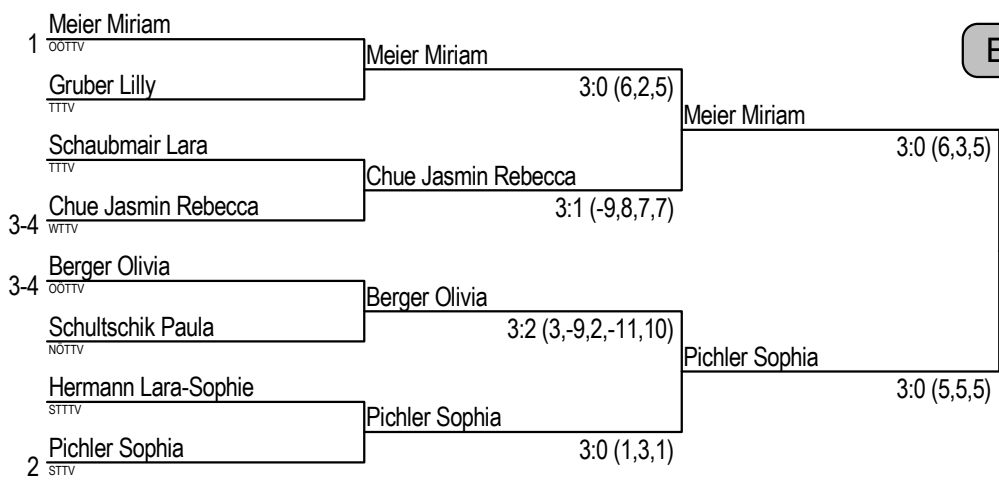 Meier Miriam
1
OÖTTV
Meier Miriam
E
Gruber Lilly
3:0 (6,2,5)
TTTV
Meier Miriam
Schaubmair Lara
3:0 (6,3,5)
TTTV
Chue Jasmin Rebecca
Chue Jasmin Rebecca
3:1 (-9,8,7,7)
3-4
WTTV
Berger Olivia
3-4
OÖTTV
Berger Olivia
Schultschik Paula
3:2 (3,-9,2,-11,10)
NÖTTV
Pichler Sophia
Hermann Lara-Sophie
3:0 (5,5,5)
STTTV
Pichler Sophia
Pichler Sophia
3:0 (1,3,1)
2
STTV